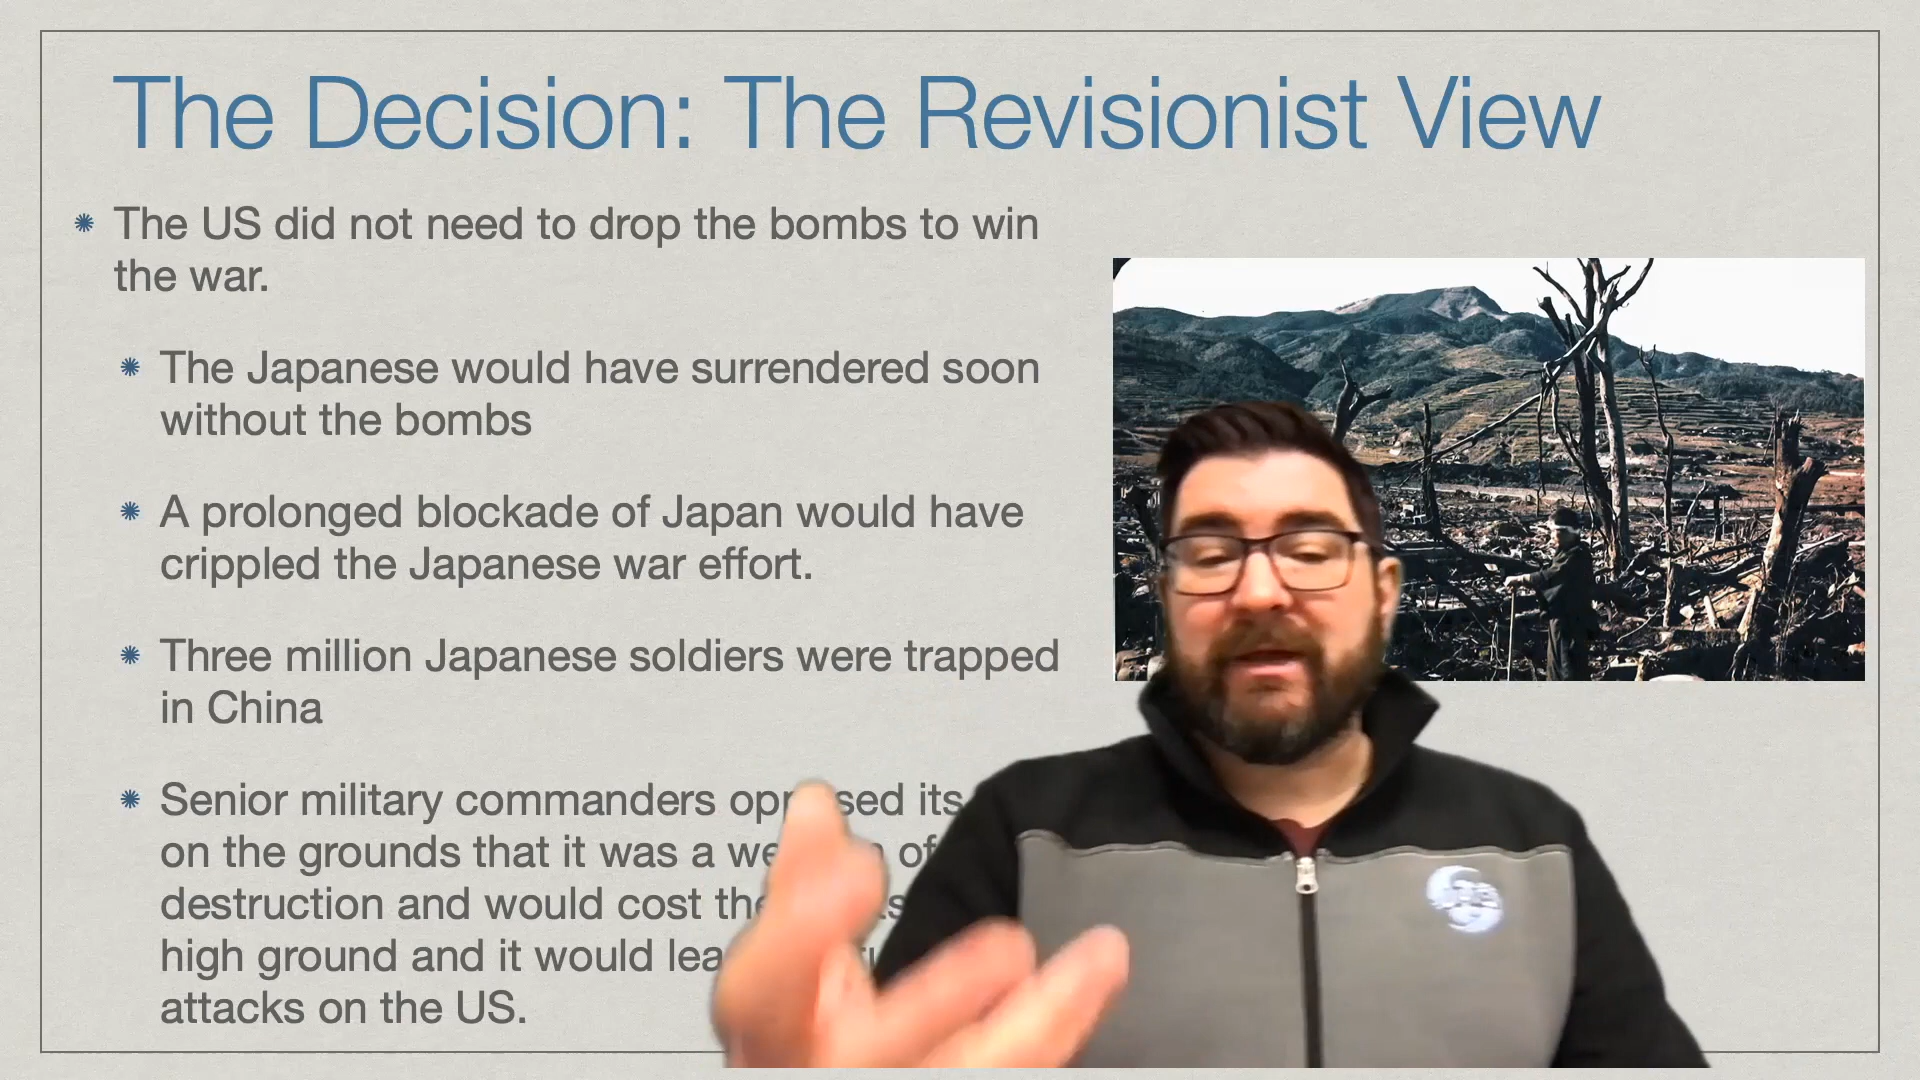 The Decision: The Revisionist View
The US did not need to drop the bombs to win
the war.
The Japanese would have surrendered soon
without the bombs
A prolonged blockade of Japan would have
crippled the Japanese war effort.
Three million Japanese soldiers were trapped
in China
Senior military commanders opposed its
on the grounds that it was a of
destruction and would cost
high ground and it would
attacks on the US.